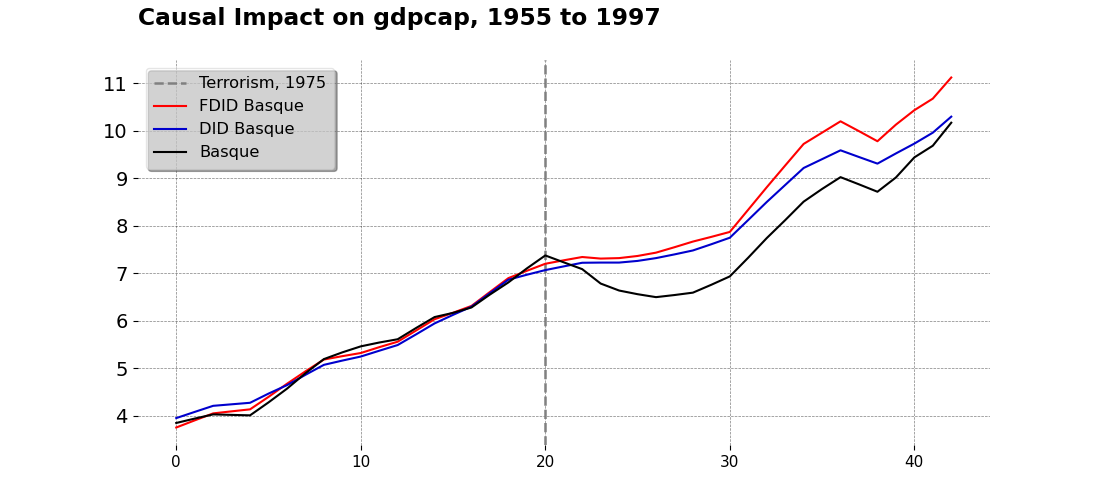 Causal Impact on gdpcap, 1955 to 1997
Terrorism, 1975
FDID Basque
DID Basque
Basque
11
10
9
8
7
6
5
4
0 10 20 30 40